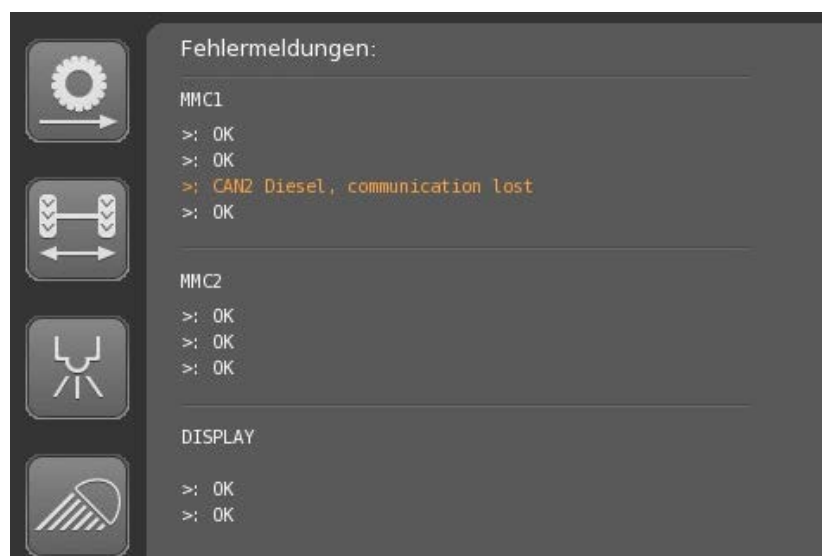 Fehlermeldungen:
MMC1
>: OK
>: OK
>: CAN2 Diesel, communication lost
>: OK
MMC2
>: OK
>: OK
>: OK
DISPLAY
>: OK
>: OK